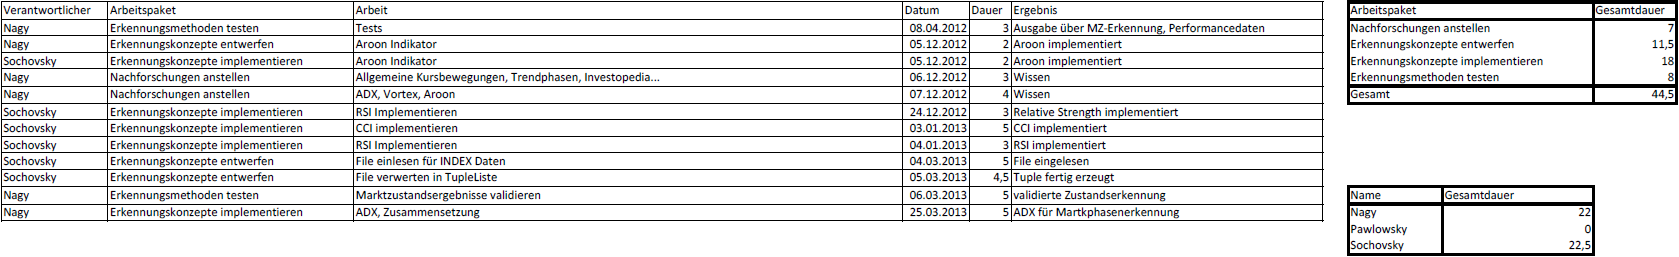 Verantwortlicher Arbeitspaket Arbeit Datum Dauer Ergebnis
Nagy Erkennungsmethoden testen Tests 08.04.2012 3 Ausgabe über MZ-Erkennung, Performancedaten
Nagy Erkennungskonzepte entwerfen Aroon Indikator 05.12.2012 2 Aroon implementiert
Sochovsky Erkennungskonzepte implementieren Aroon Indikator 05.12.2012 2 Aroon implementiert
Nagy Nachforschungen anstellen Allgemeine Kursbewegungen, Trendphasen, Investopedia... 06.12.2012 3 Wissen
Nagy Nachforschungen anstellen ADX, Vortex, Aroon 07.12.2012 4 Wissen
Sochovsky Erkennungskonzepte implementieren RSI Implementieren 24.12.2012 3 Relative Strength implementiert
Sochovsky Erkennungskonzepte implementieren CCI implementieren 03.01.2013 5 CCI implementiert
Sochovsky Erkennungskonzepte implementieren RSI Implementieren 04.01.2013 3 RSI implementiert
Sochovsky Erkennungskonzepte entwerfen File einlesen für INDEX Daten 04.03.2013 5 File eingelesen
Sochovsky Erkennungskonzepte entwerfen File verwerten in TupleListe 05.03.2013 4,5 Tuple fertig erzeugt
Nagy Erkennungsmethoden testen Marktzustandsergebnisse validieren 06.03.2013 5 validierte Zustandserkennung
Nagy Erkennungskonzepte implementieren ADX, Zusammensetzung 25.03.2013 5 ADX für Martkphasenerkennung
Arbeitspaket Gesamtdauer
Nachforschungen anstellen 7
Erkennungskonzepte entwerfen 11,5
Erkennungskonzepte implementieren 18
Erkennungsmethoden testen 8
Gesamt 44,5
Name Gesamtdauer
Nagy 22
Pawlowsky 0
Sochovsky 22,5